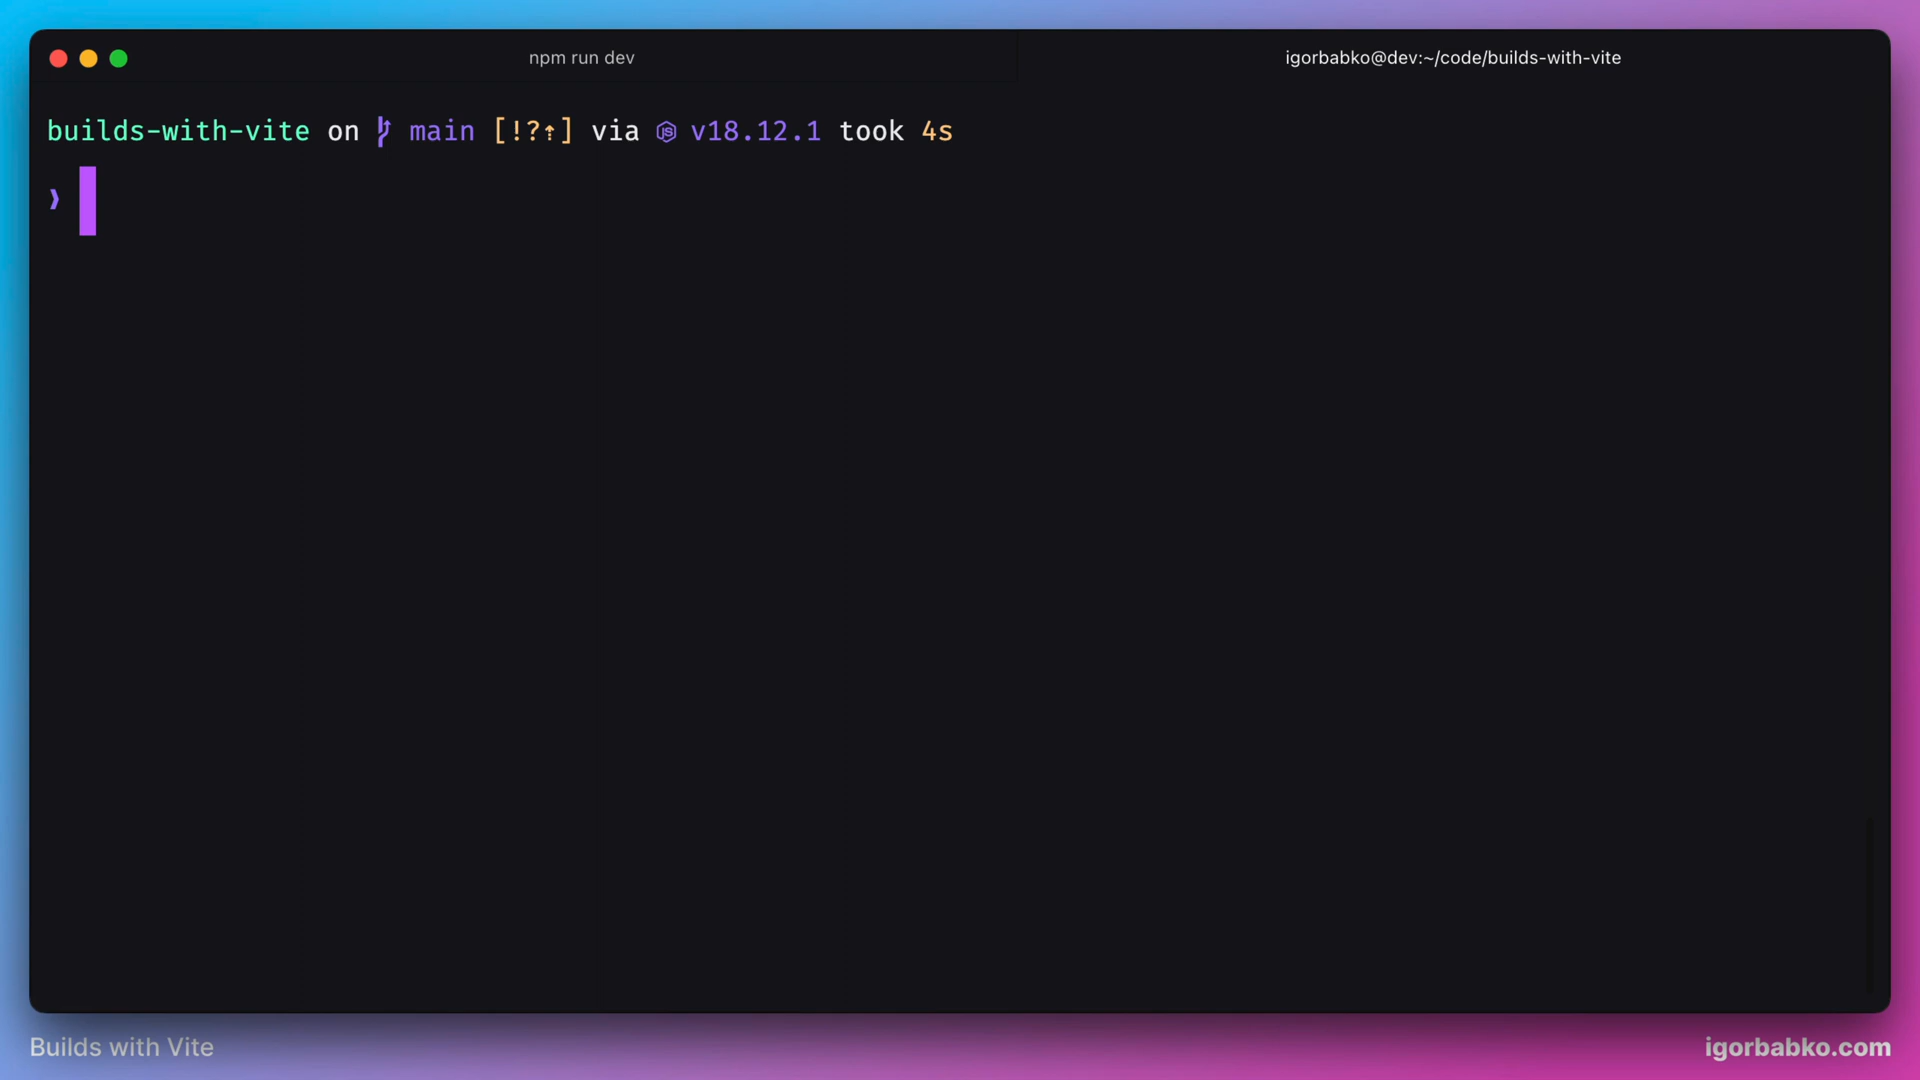 npm run dev
igorbabko@dev:~/code/builds-with-vite
builds-with-vite on main [!?⇡] via v18.12.1 took 4s
❯
Builds with Vite
igorbabko.com